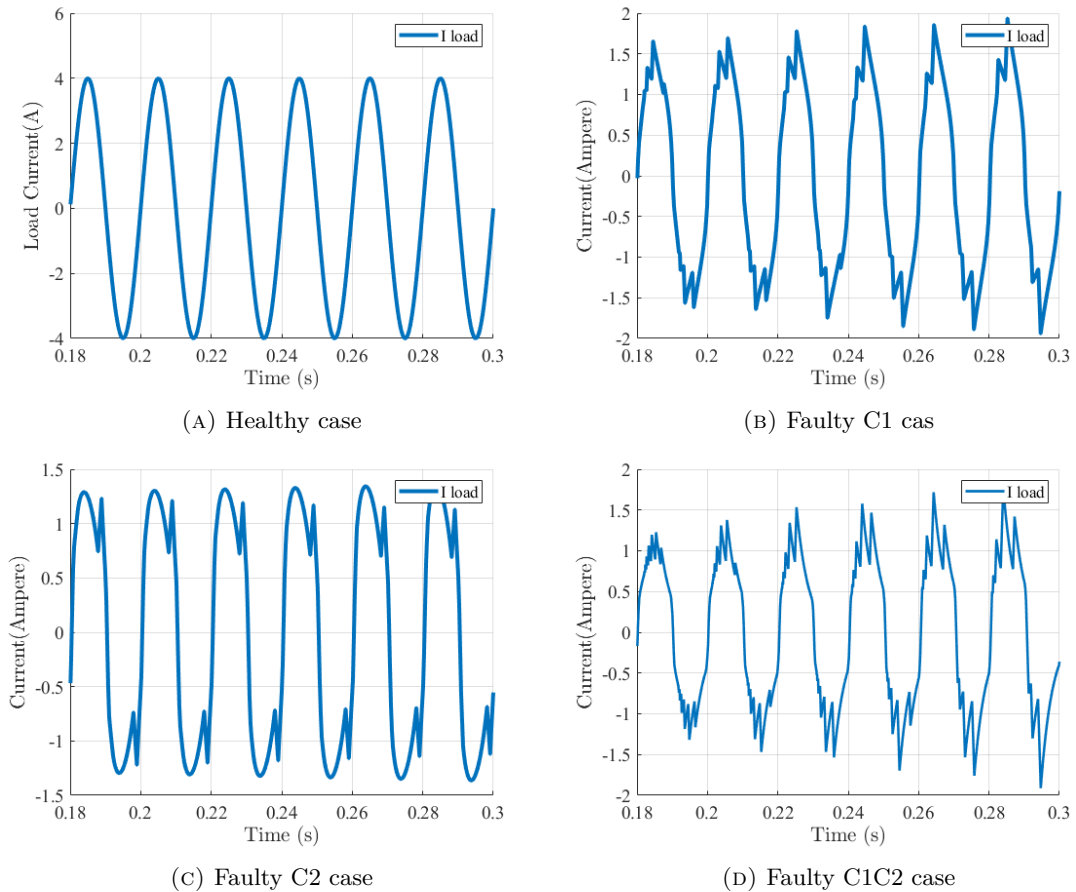 6
4
2
0
-2
-4
0.18 0.2 0.22 0.24 0.26 0.28 0.3
Load Current(A)
Time (s)
I load
(A) Healthy case
2
1.5
1
0.5
0
-0.5
-1
-1.5
-2
0.18 0.2 0.22 0.24 0.26 0.28 0.3
Current(Ampere)
Time (s)
I load
(B) Faulty C1 cas
1.5
1
0.5
0
-0.5
-1
-1.5
0.18 0.2 0.22 0.24 0.26 0.28 0.3
Current(Ampere)
Time (s)
I load
(C) Faulty C2 case
2
1.5
1
0.5
0
-0.5
-1
-1.5
-2
0.18 0.2 0.22 0.24 0.26 0.28 0.3
Current(Ampere)
Time (s)
I load
(D) Faulty C1C2 case